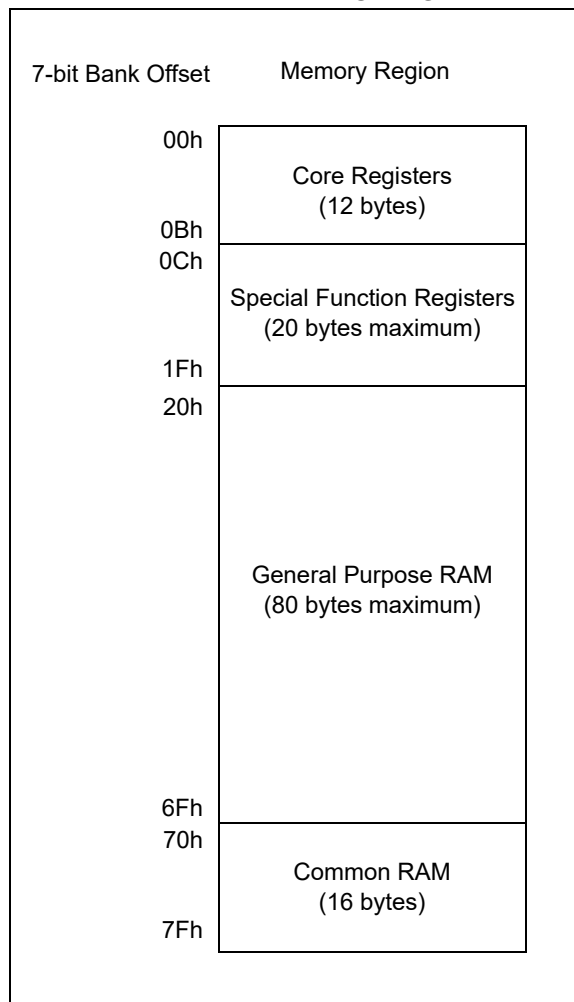 7-bit Bank Offset
Memory Region
00h
Core Registers
(12 bytes)
0Bh
0Ch
Special Function Registers
(20 bytes maximum)
1Fh
20h
General Purpose RAM
(80 bytes maximum)
6Fh
70h
Common RAM
(16 bytes)
7Fh